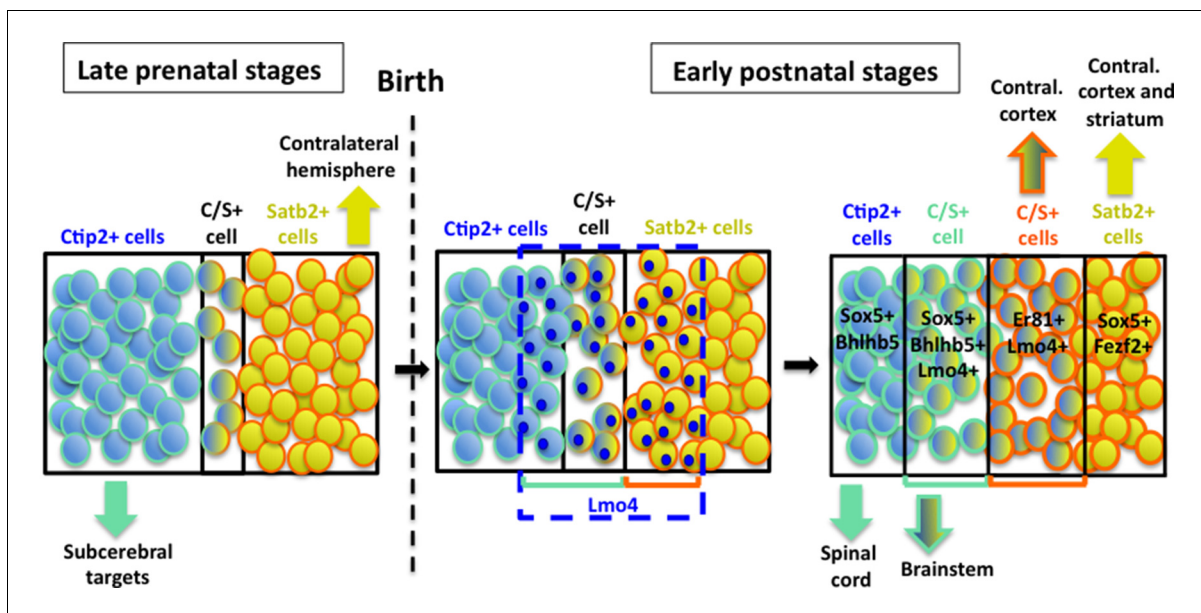 Late prenatal stages
Birth
Early postnatal stages
Contralateral
hemisphere
Ctip2+ cells
C/S+
cell
Satb2+
cells
Subcerebral
targets
Ctip2+ cells
C/S+
cell
Satb2+ cells
Lmo4
Contral.
cortex
Contral.
cortex and
striatum
Ctip2+
cells
C/S+
cell
C/S+
cells
Satb2+
cells
Sox5+
Bhlhb5
Sox5+
Bhlhb5+
Lmo4+
Er81+
Lmo4+
Sox5+
Fezf2+
Spinal
cord
Brainstem